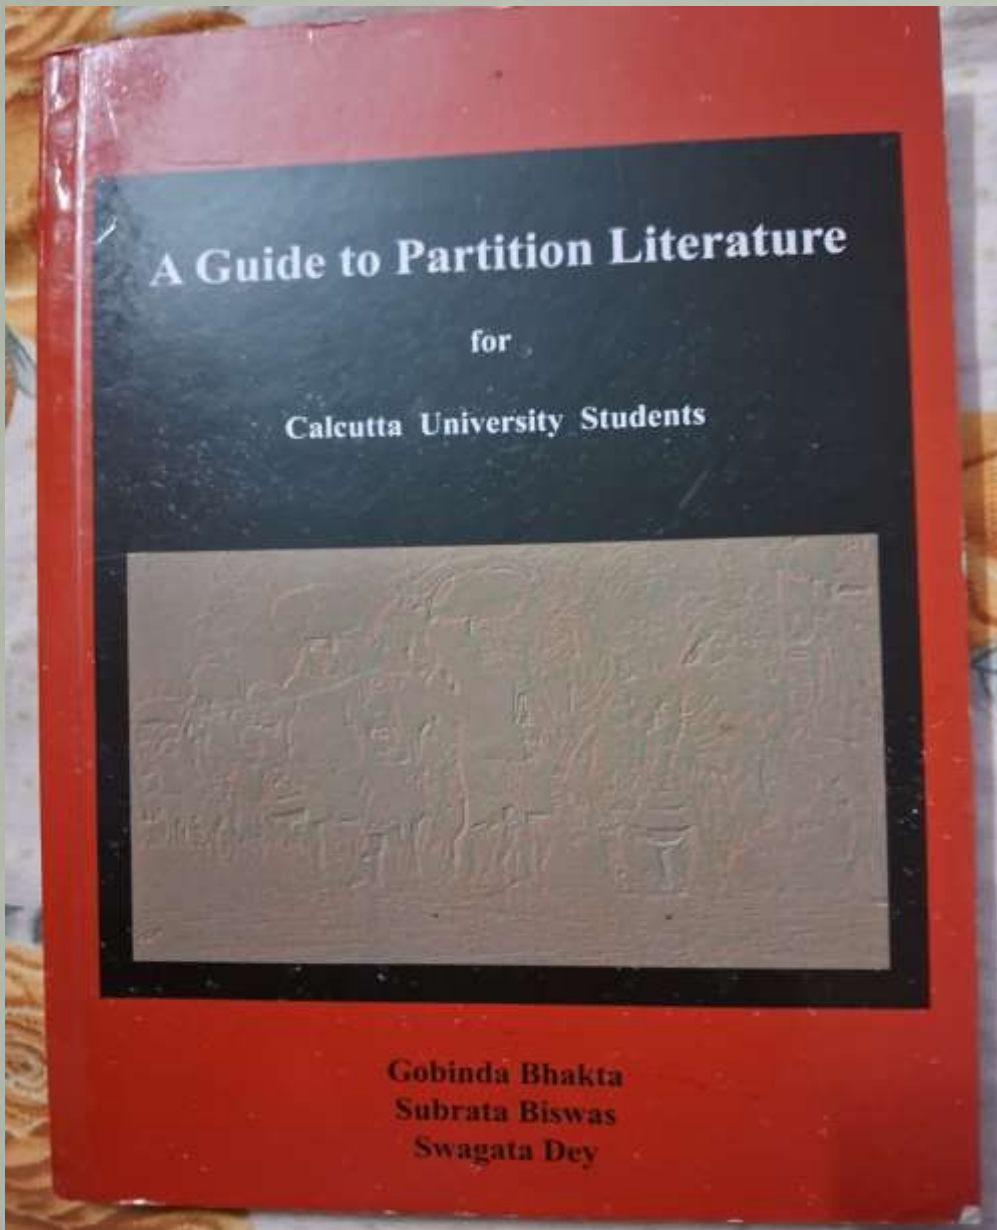 A Guide to Partition Literature
for
Calcutta University Students
Gobinda Bhakta
Subrata Biswas
Swagata Dey